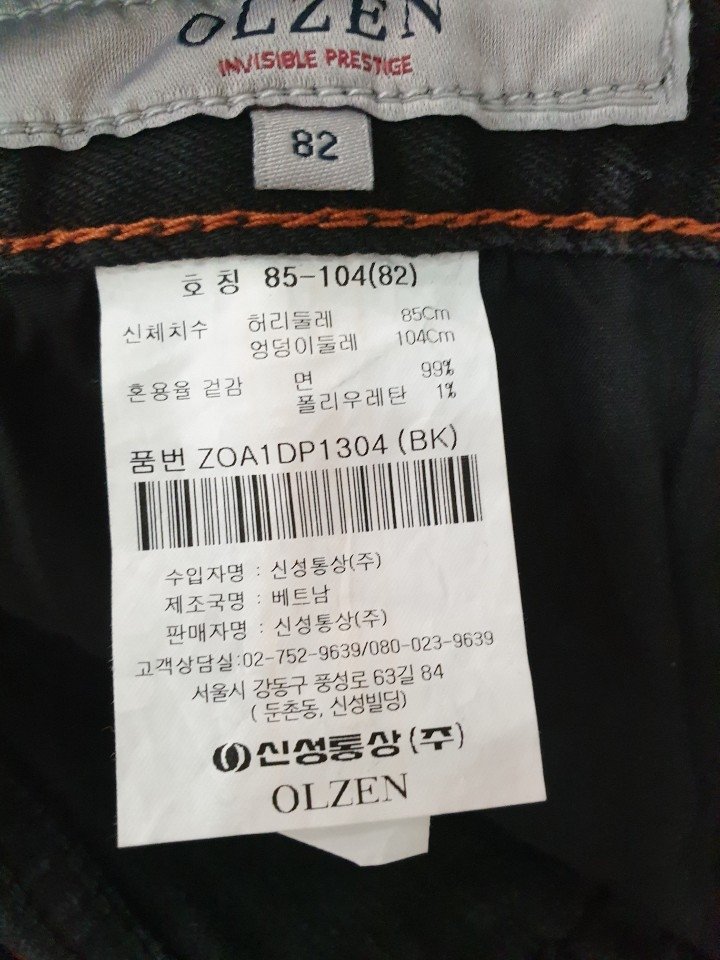 OLZEN
INVISIBLE PRESTIGE
82
호칭 85-104(82)
신체치수 허리둘레 85Cm
엉덩이둘레 104Cm
혼용율 겉감 면 99%
폴리우레탄 1%
품번 ZOA1DP1304 (BK)
수입자명 : 신성통상(주)
제조국명 : 베트남
판매자명 : 신성통상(주)
고객상담실:02-752-9639/080-023-9639
서울시 강동구 풍성로 63길 84
( 둔촌동, 신성빌딩)
신성통상(주)
OLZEN